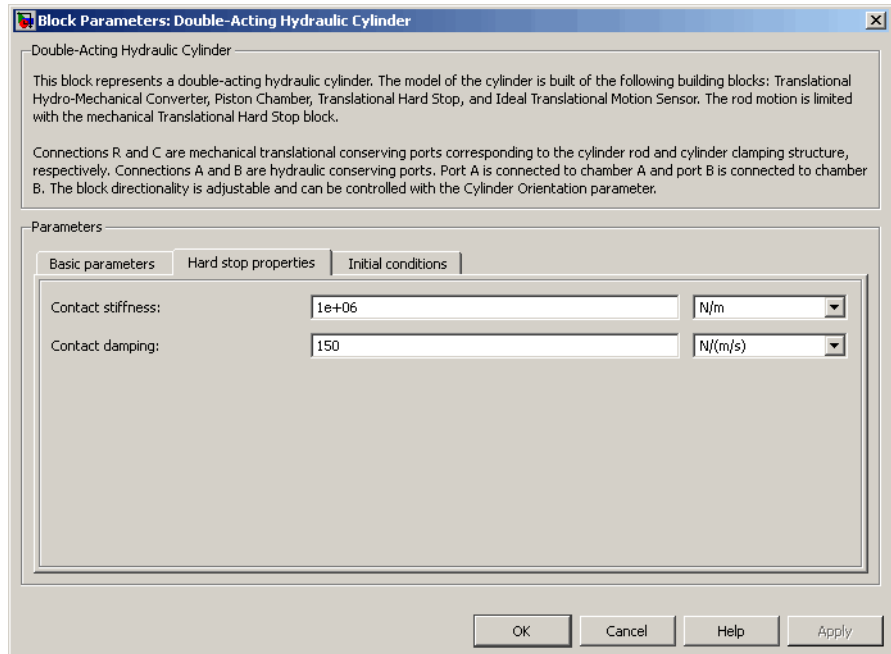 Block Parameters: Double-Acting Hydraulic Cylinder
Double-Acting Hydraulic Cylinder
This block represents a double-acting hydraulic cylinder. The model of the cylinder is built of the following building blocks: Translational
Hydro-Mechanical Converter, Piston Chamber, Translational Hard Stop, and Ideal Translational Motion Sensor. The rod motion is limited
with the mechanical Translational Hard Stop block.
Connections R and C are mechanical translational conserving ports corresponding to the cylinder rod and cylinder clamping structure,
respectively. Connections A and B are hydraulic conserving ports. Port A is connected to chamber A and port B is connected to chamber
B. The block directionality is adjustable and can be controlled with the Cylinder Orientation parameter.
Parameters
Basic parameters Hard stop properties Initial conditions
Contact stiffness: 1e+06 N/m
Contact damping: 150 N/(m/s)
OK Cancel Help Apply